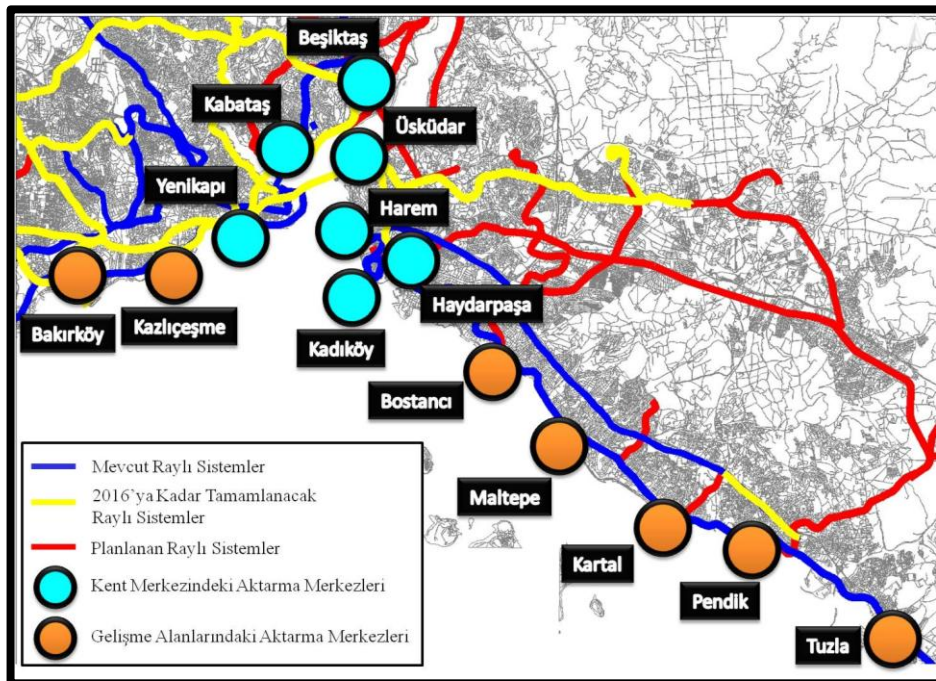 Beşiktaş
Kabataş
Üsküdar
Yenikapı
Harem
Haydarpaşa
Bakırköy
Kazlıçeşme
Kadıköy
Bostancı
Maltepe
Kartal
Pendik
Tuzla
Mevcut Raylı Sistemler
2016`ya Kadar Tamamlanacak
Raylı Sistemler
Planlanan Raylı Sistemler
Kent Merkezindeki Aktarma Merkezleri
Gelişme Alanlarındaki Aktarma Merkezleri